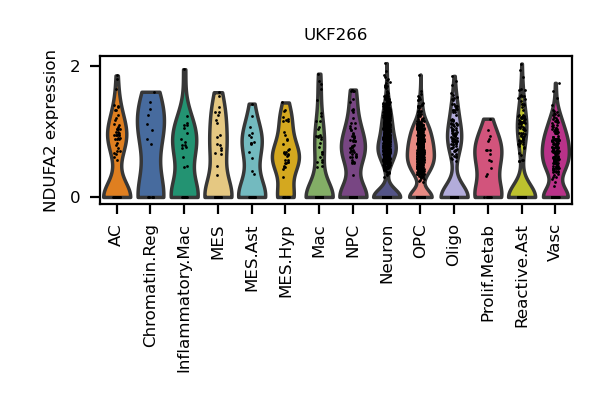 UKF266
NDUFA2 expression
2
0
AC
Chromatin.Reg
Inflammatory.Mac
MES
MES.Ast
MES.Hyp
Mac
NPC
Neuron
OPC
Oligo
Prolif.Metab
Reactive.Ast
Vasc